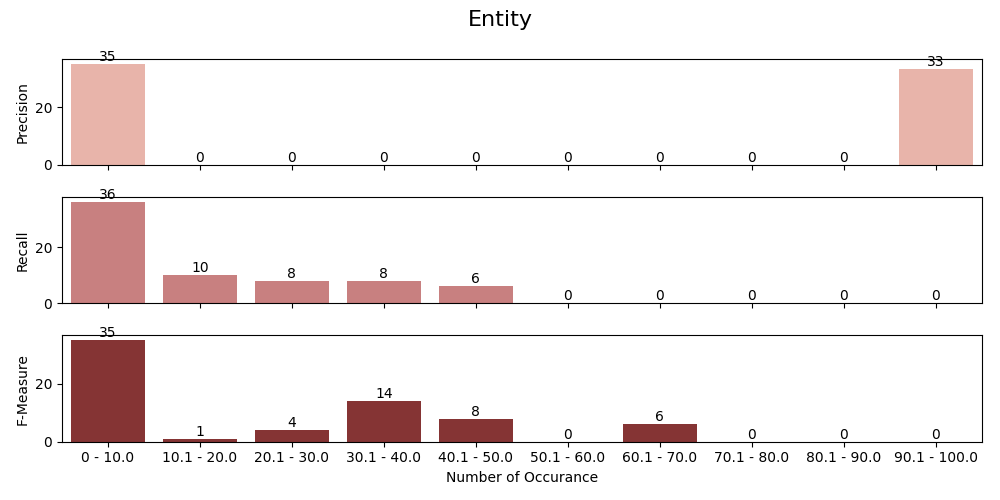 Entity
35 0 0 0 0 0 0 0 0 33
20
0
Precision
36 10 8 8 6 0 0 0 0 0
20
0
Recall
35 1 4 14 8 0 6 0 0 0
20
0
F-Measure
0 - 10.0 10.1 - 20.0 20.1 - 30.0 30.1 - 40.0 40.1 - 50.0 50.1 - 60.0 60.1 - 70.0 70.1 - 80.0 80.1 - 90.0 90.1 - 100.0
Number of Occurance